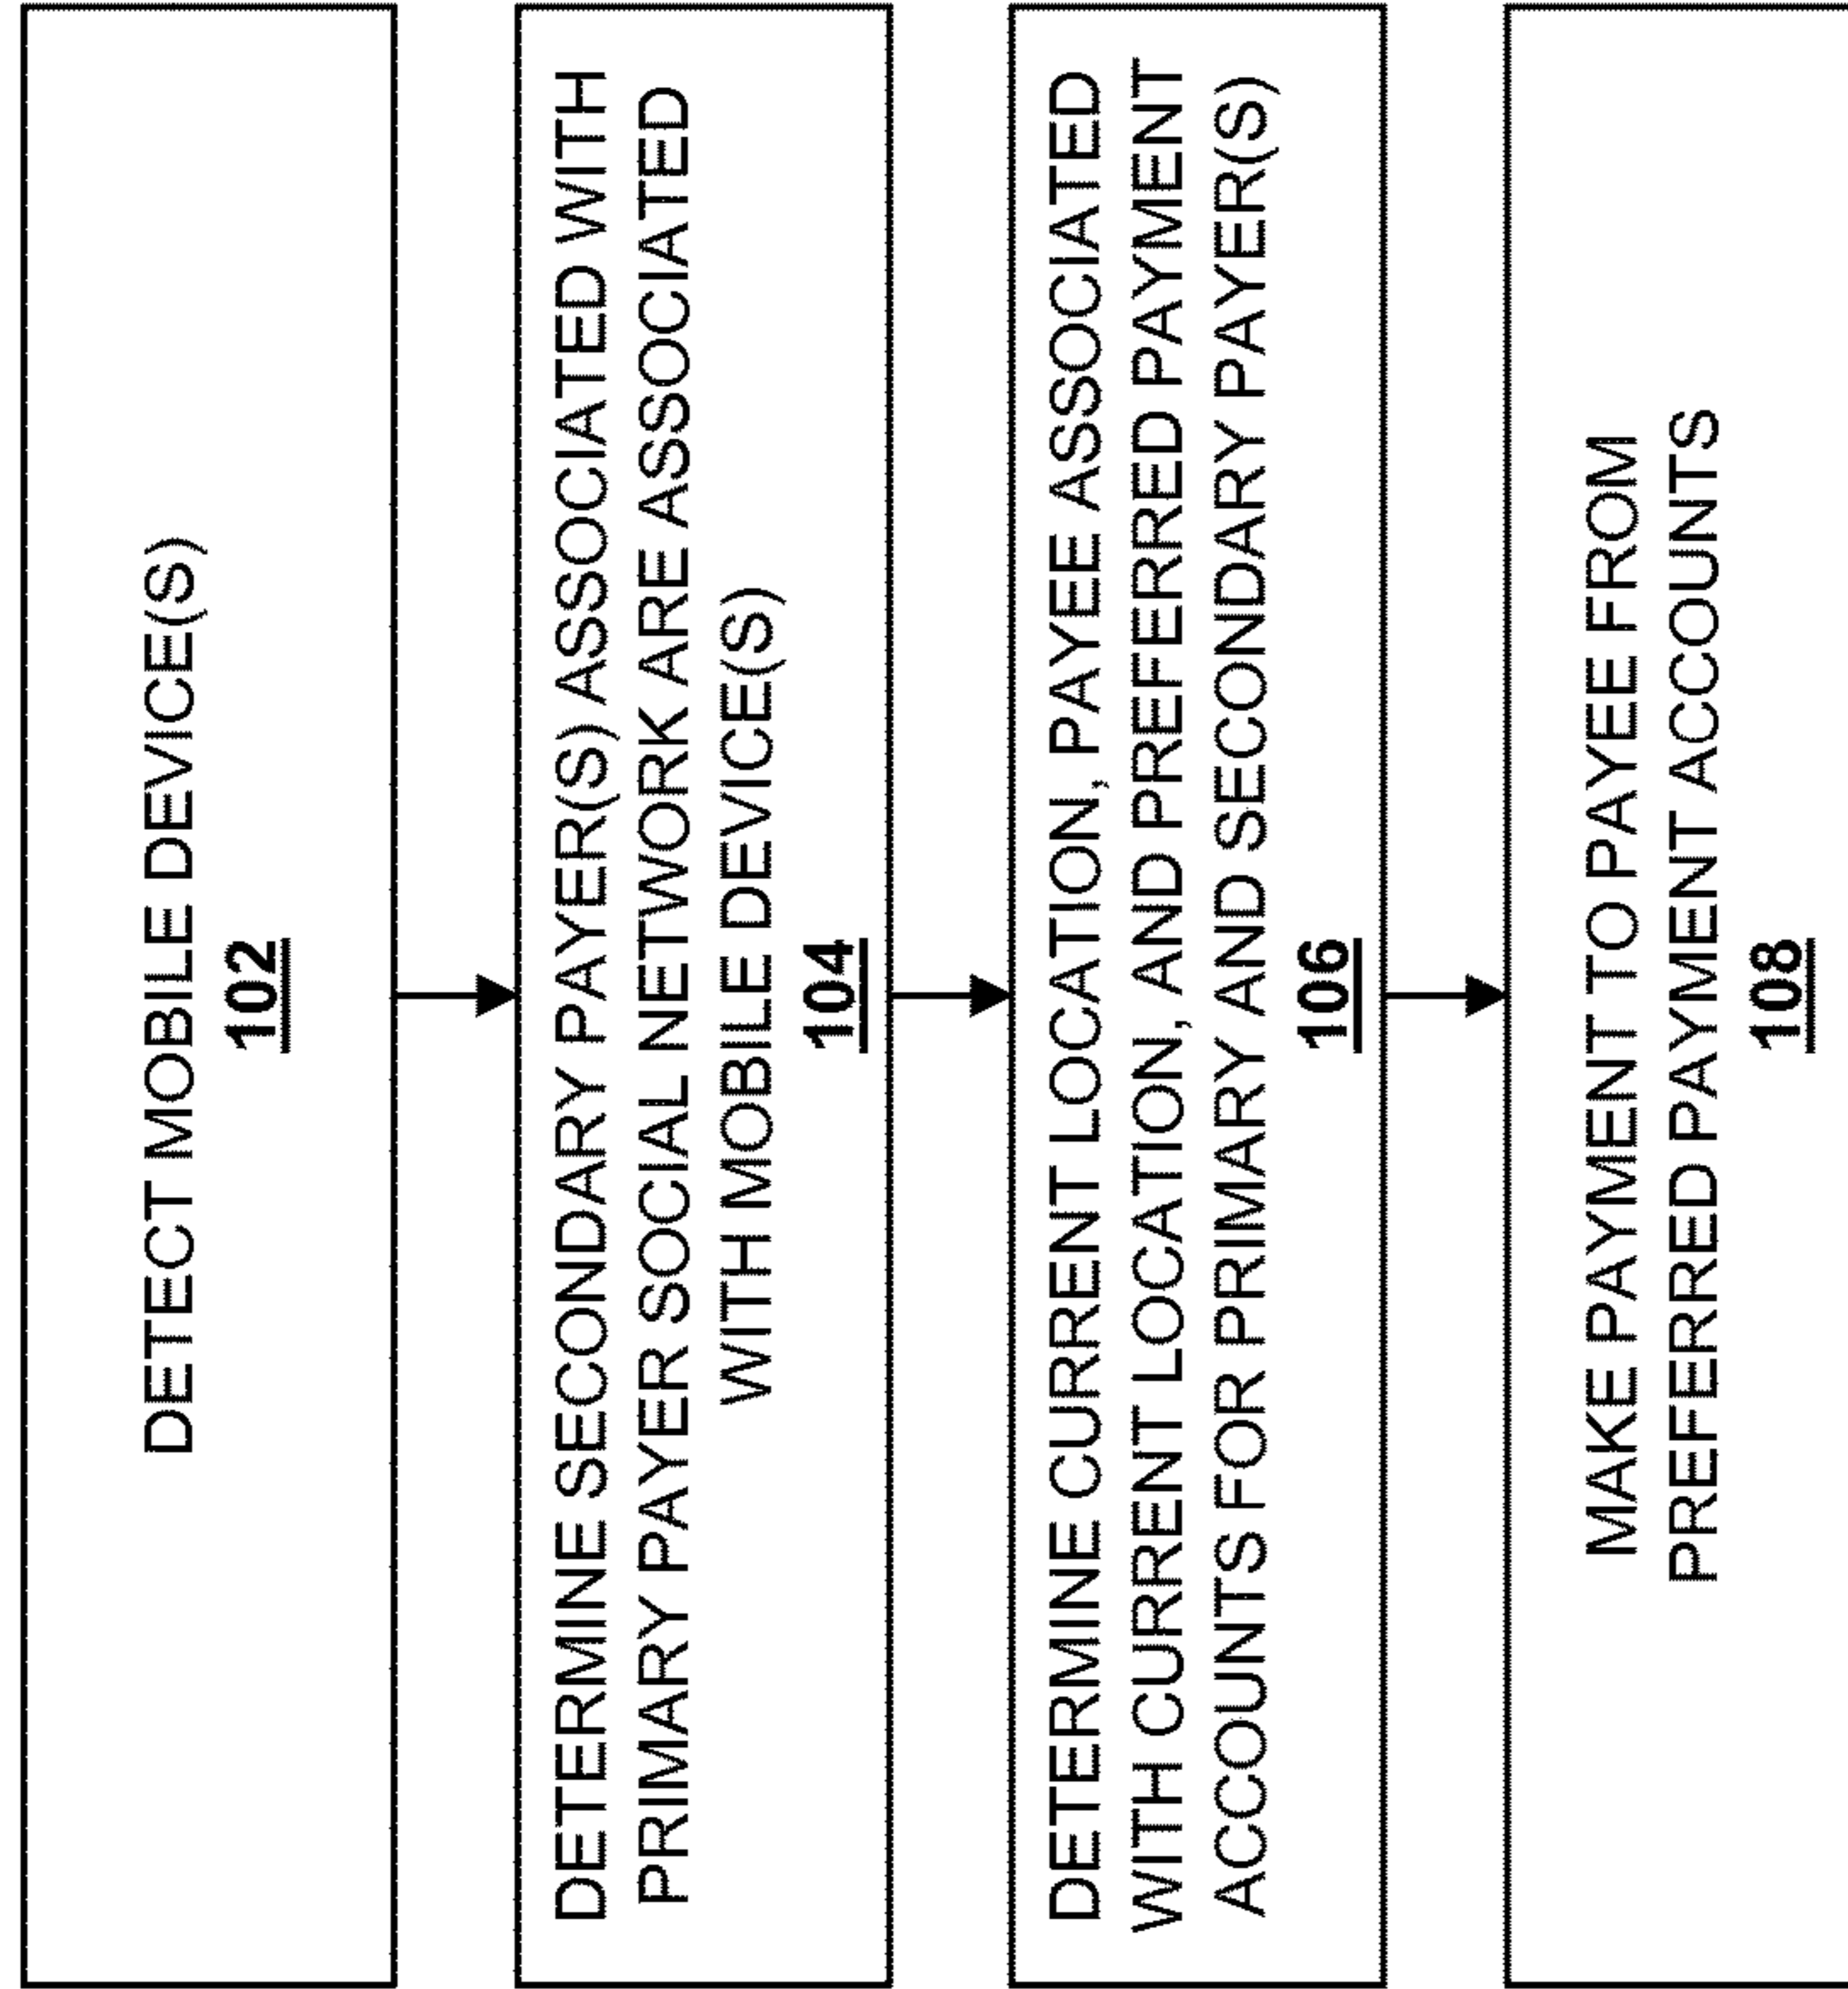 DETECT MOBILE DEVICE(S)
102
DETERMINE SECONDARY PAYER(S) ASSOCIATED WITH
PRIMARY PAYER SOCIAL NETWORK ARE ASSOCIATED
WITH MOBILE DEVICE(S)
104
DETERMINE CURRENT LOCATION, PAYEE ASSOCIATED
WITH CURRENT LOCATION, AND PREFERRED PAYMENT
ACCOUNTS FOR PRIMARY AND SECONDARY PAYER(S)
106
MAKE PAYMENT TO PAYEE FROM
PREFERRED PAYMENT ACCOUNTS
108